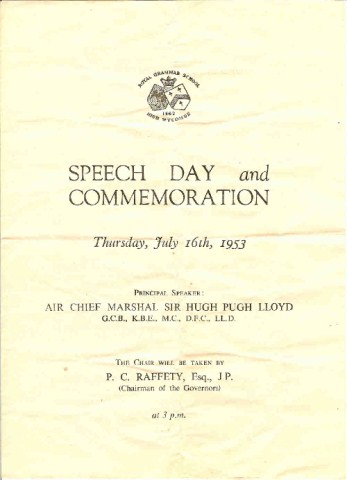 ROYAL GRAMMAR SCHOOL
1562
HIGH WYCOMBE
SPEECH DAY and
COMMEMORATION
Thursday, July 16th, 1953
PRINCIPAL SPEAKER:
AIR CHIEF MARSHAL SIR HUGH PUGH LLOYD
G.C.B., K.B.E., M.C., D.F.C., LL.D.
THE CHAIR WILL BE TAKEN BY
P. C. RAFFETY, Esq., J.P.
(Chairman of the Governors)
at 3 p.m.